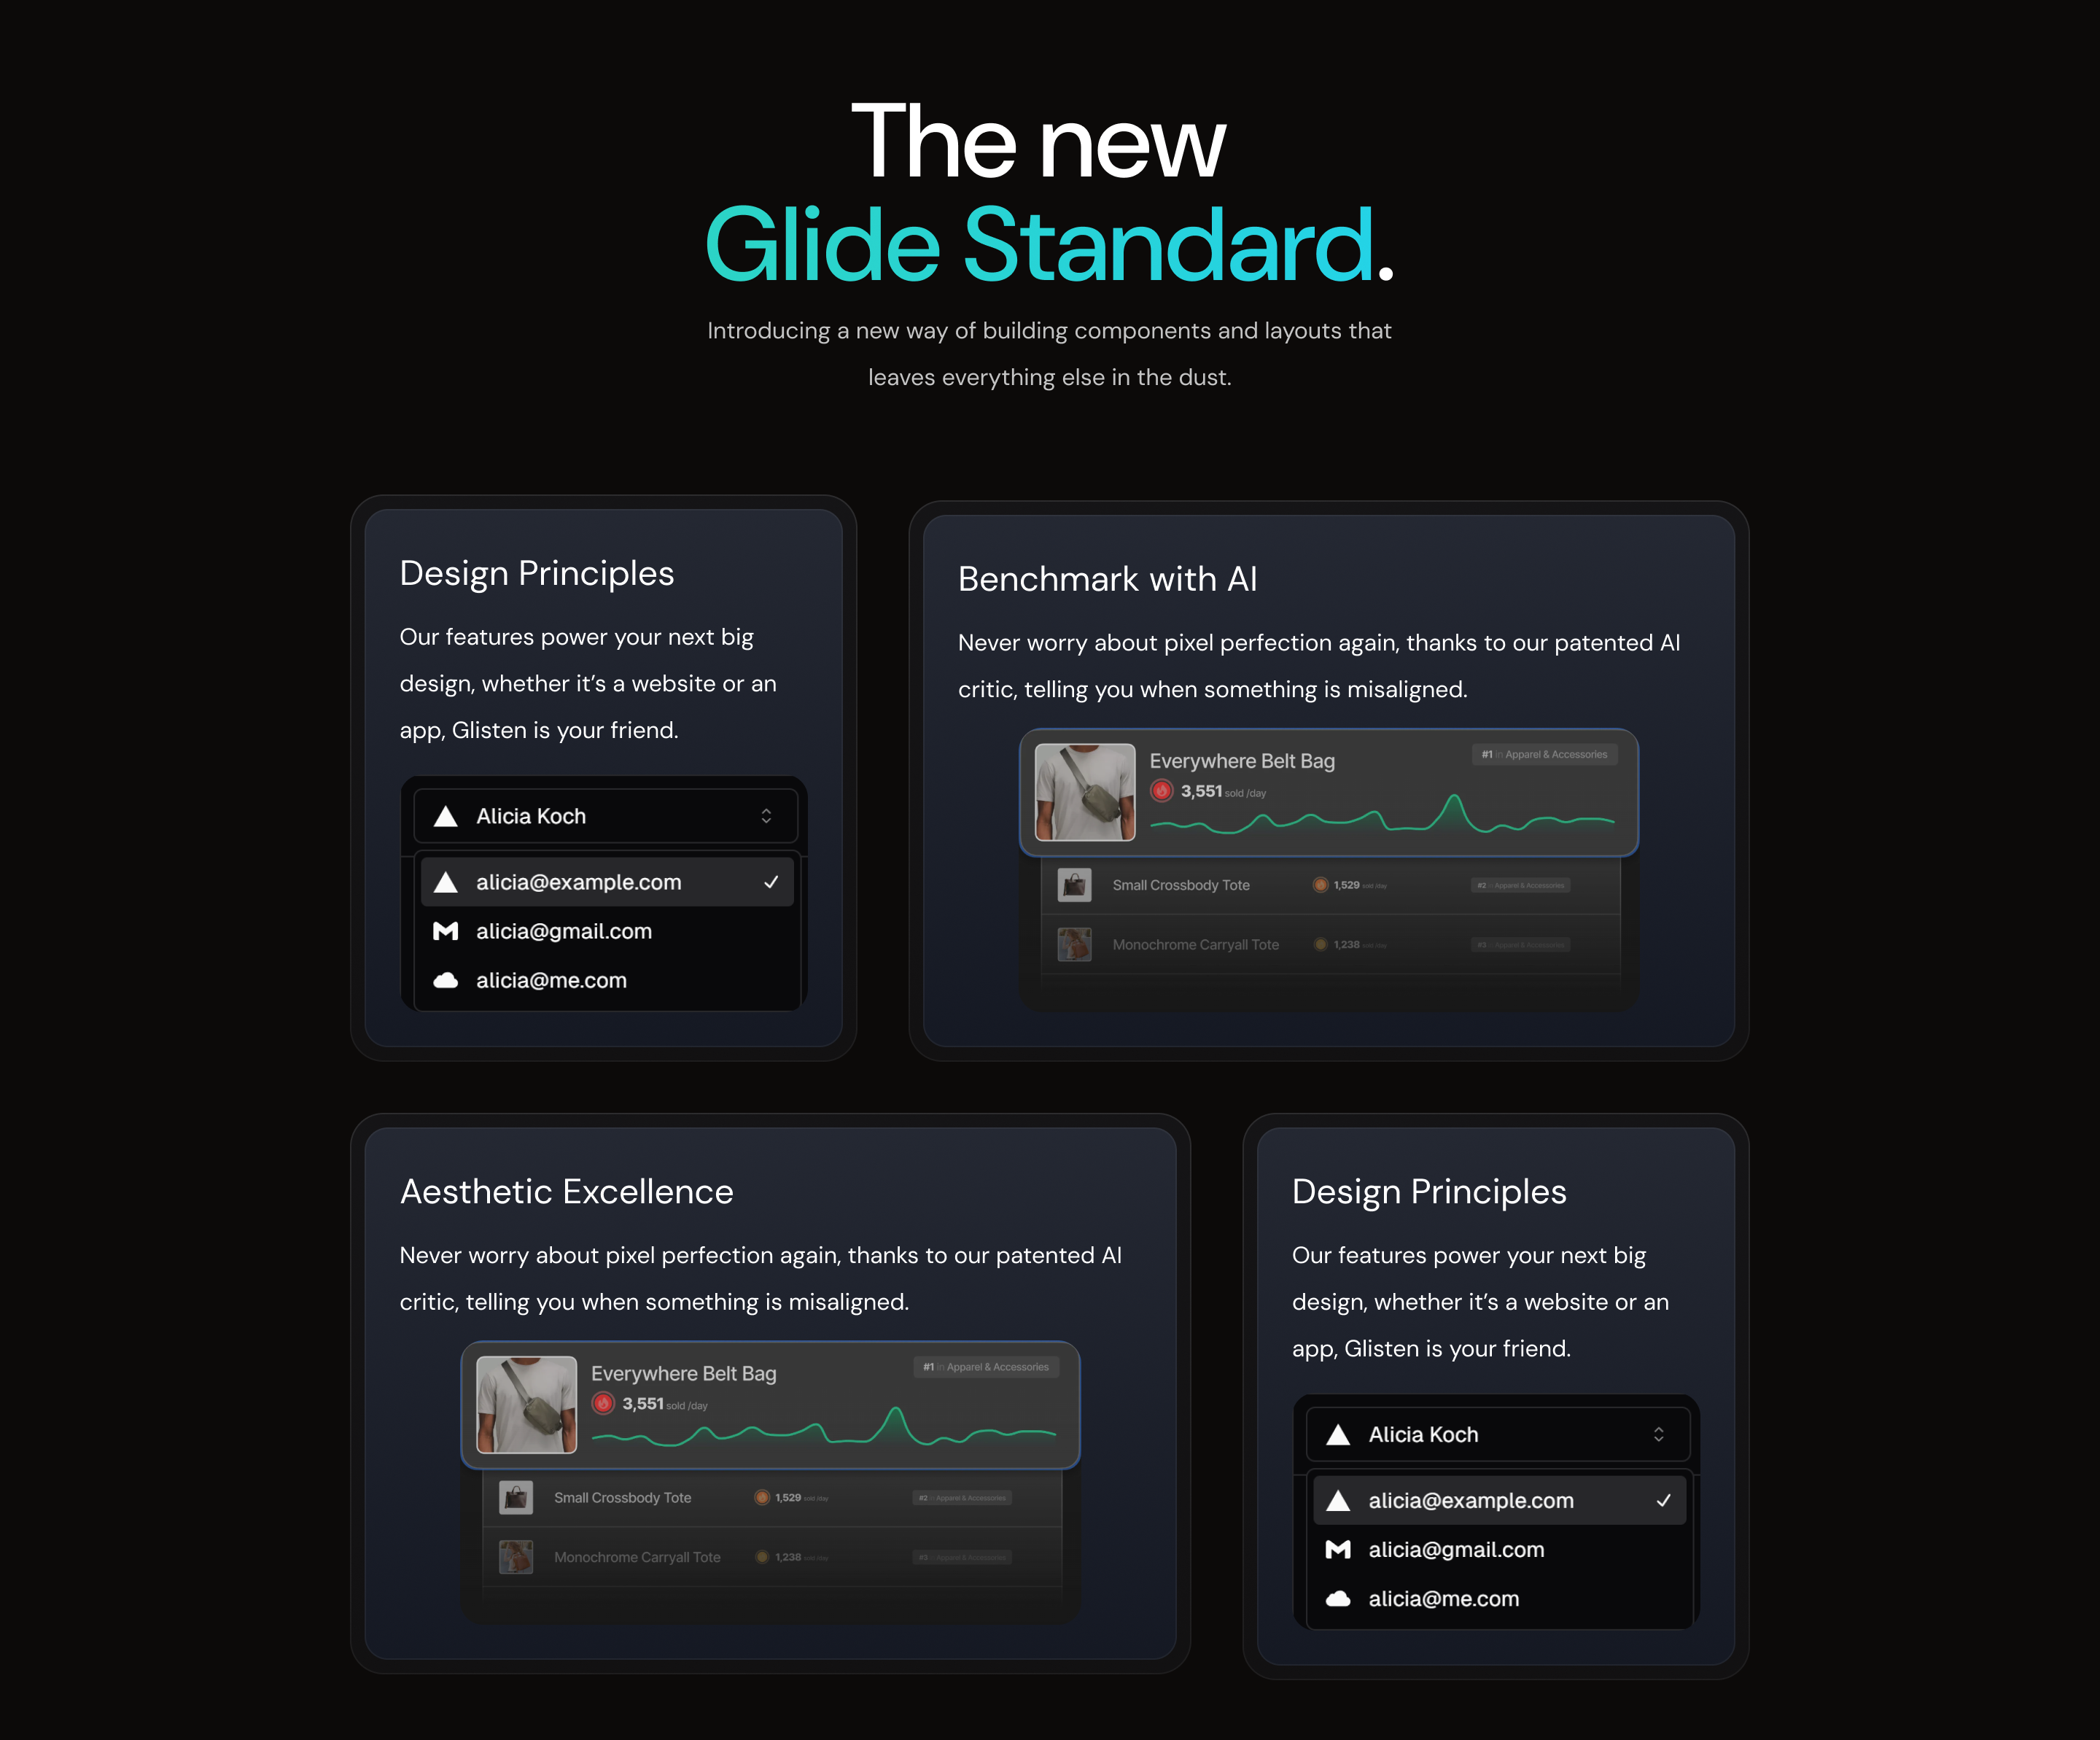 The new
Glide Standard.
Introducing a new way of building components and layouts that
leaves everything else in the dust.
Design Principles
Our features power your next big
design, whether it’s a website or an
app, Glisten is your friend.
Alicia Koch
alicia@example.com
alicia@gmail.com
alicia@me.com
Benchmark with AI
Never worry about pixel perfection again, thanks to our patented AI
critic, telling you when something is misaligned.
Everywhere Belt Bag
#1 in Apparel & Accessories
3,551 sold /day
Small Crossbody Tote
1,529 sold /day
#2 in Apparel & Accessories
Monochrome Carryall Tote
1,238 sold /day
#3 in Apparel & Accessories
Aesthetic Excellence
Never worry about pixel perfection again, thanks to our patented AI
critic, telling you when something is misaligned.
Everywhere Belt Bag
#1 in Apparel & Accessories
3,551 sold /day
Small Crossbody Tote
1,529 sold /day
#2 in Apparel & Accessories
Monochrome Carryall Tote
1,238 sold /day
#3 in Apparel & Accessories
Design Principles
Our features power your next big
design, whether it’s a website or an
app, Glisten is your friend.
Alicia Koch
alicia@example.com
alicia@gmail.com
alicia@me.com